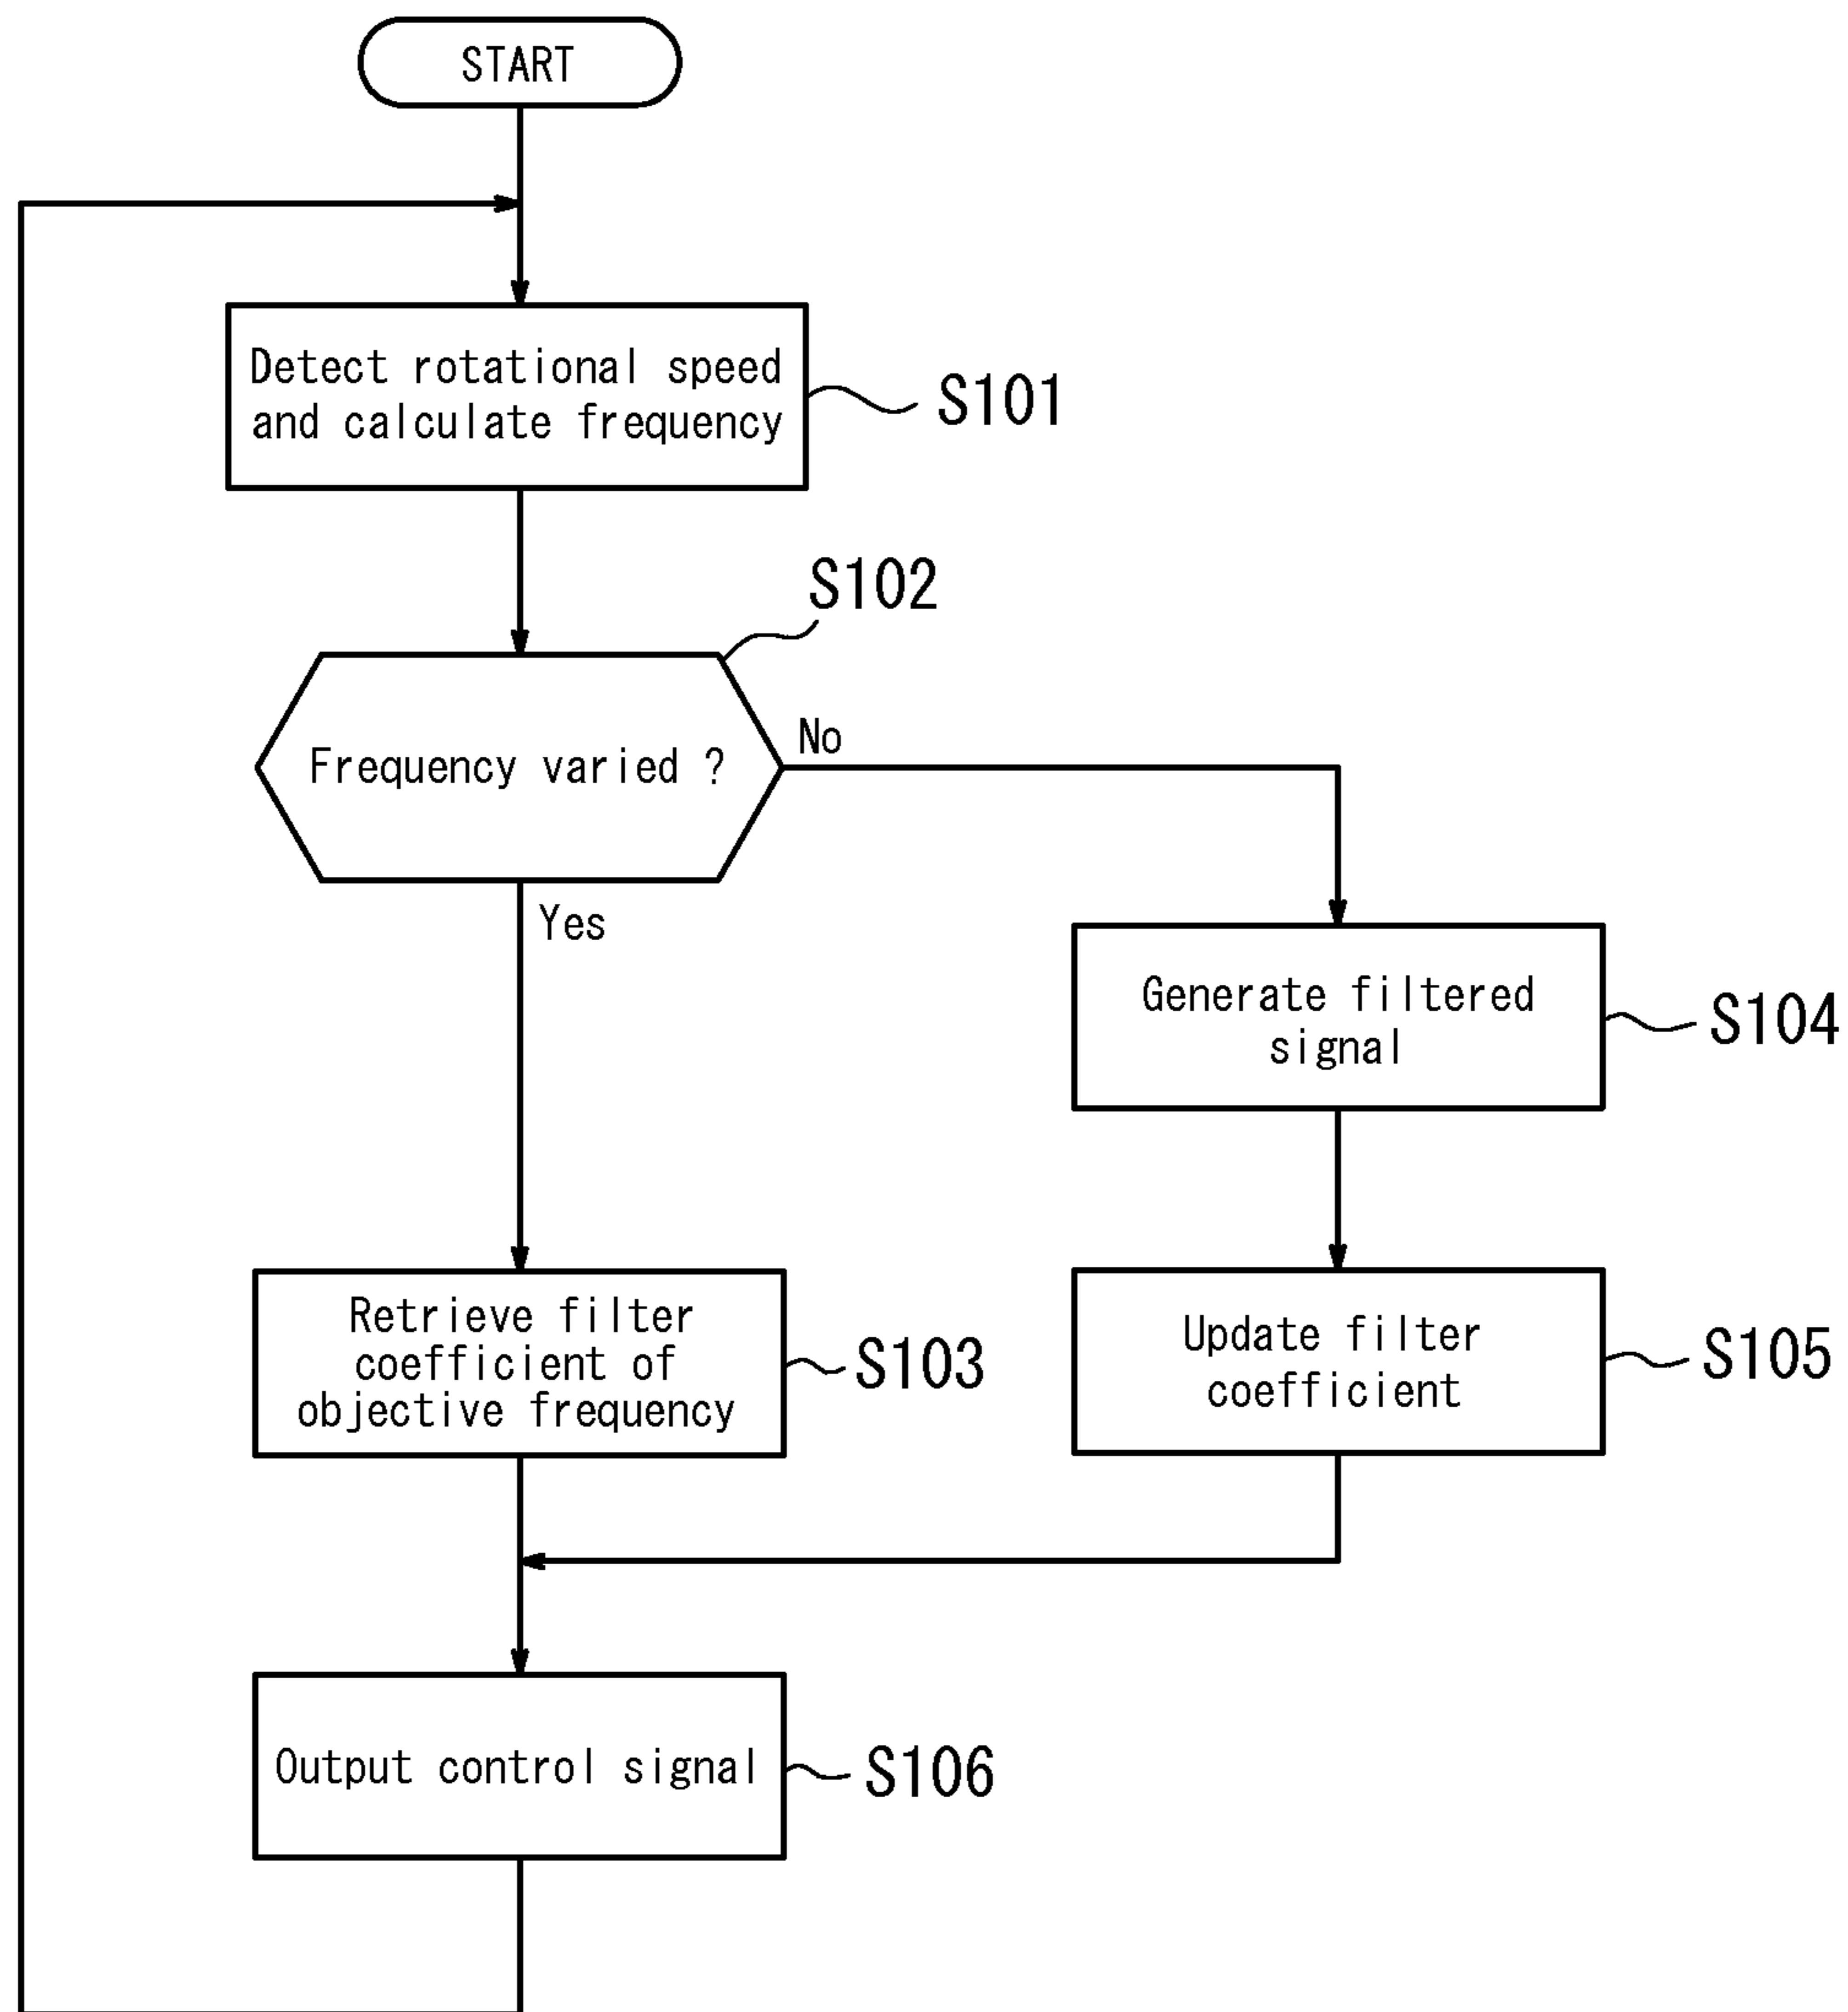 START
Detect rotational speed
and calculate frequency
S101
S102
Frequency varied ?
No
Yes
Generate filtered
signal
S104
Retrieve filter
coefficient of
objective frequency
S103
Update filter
coefficient
S105
Output control signal
S106